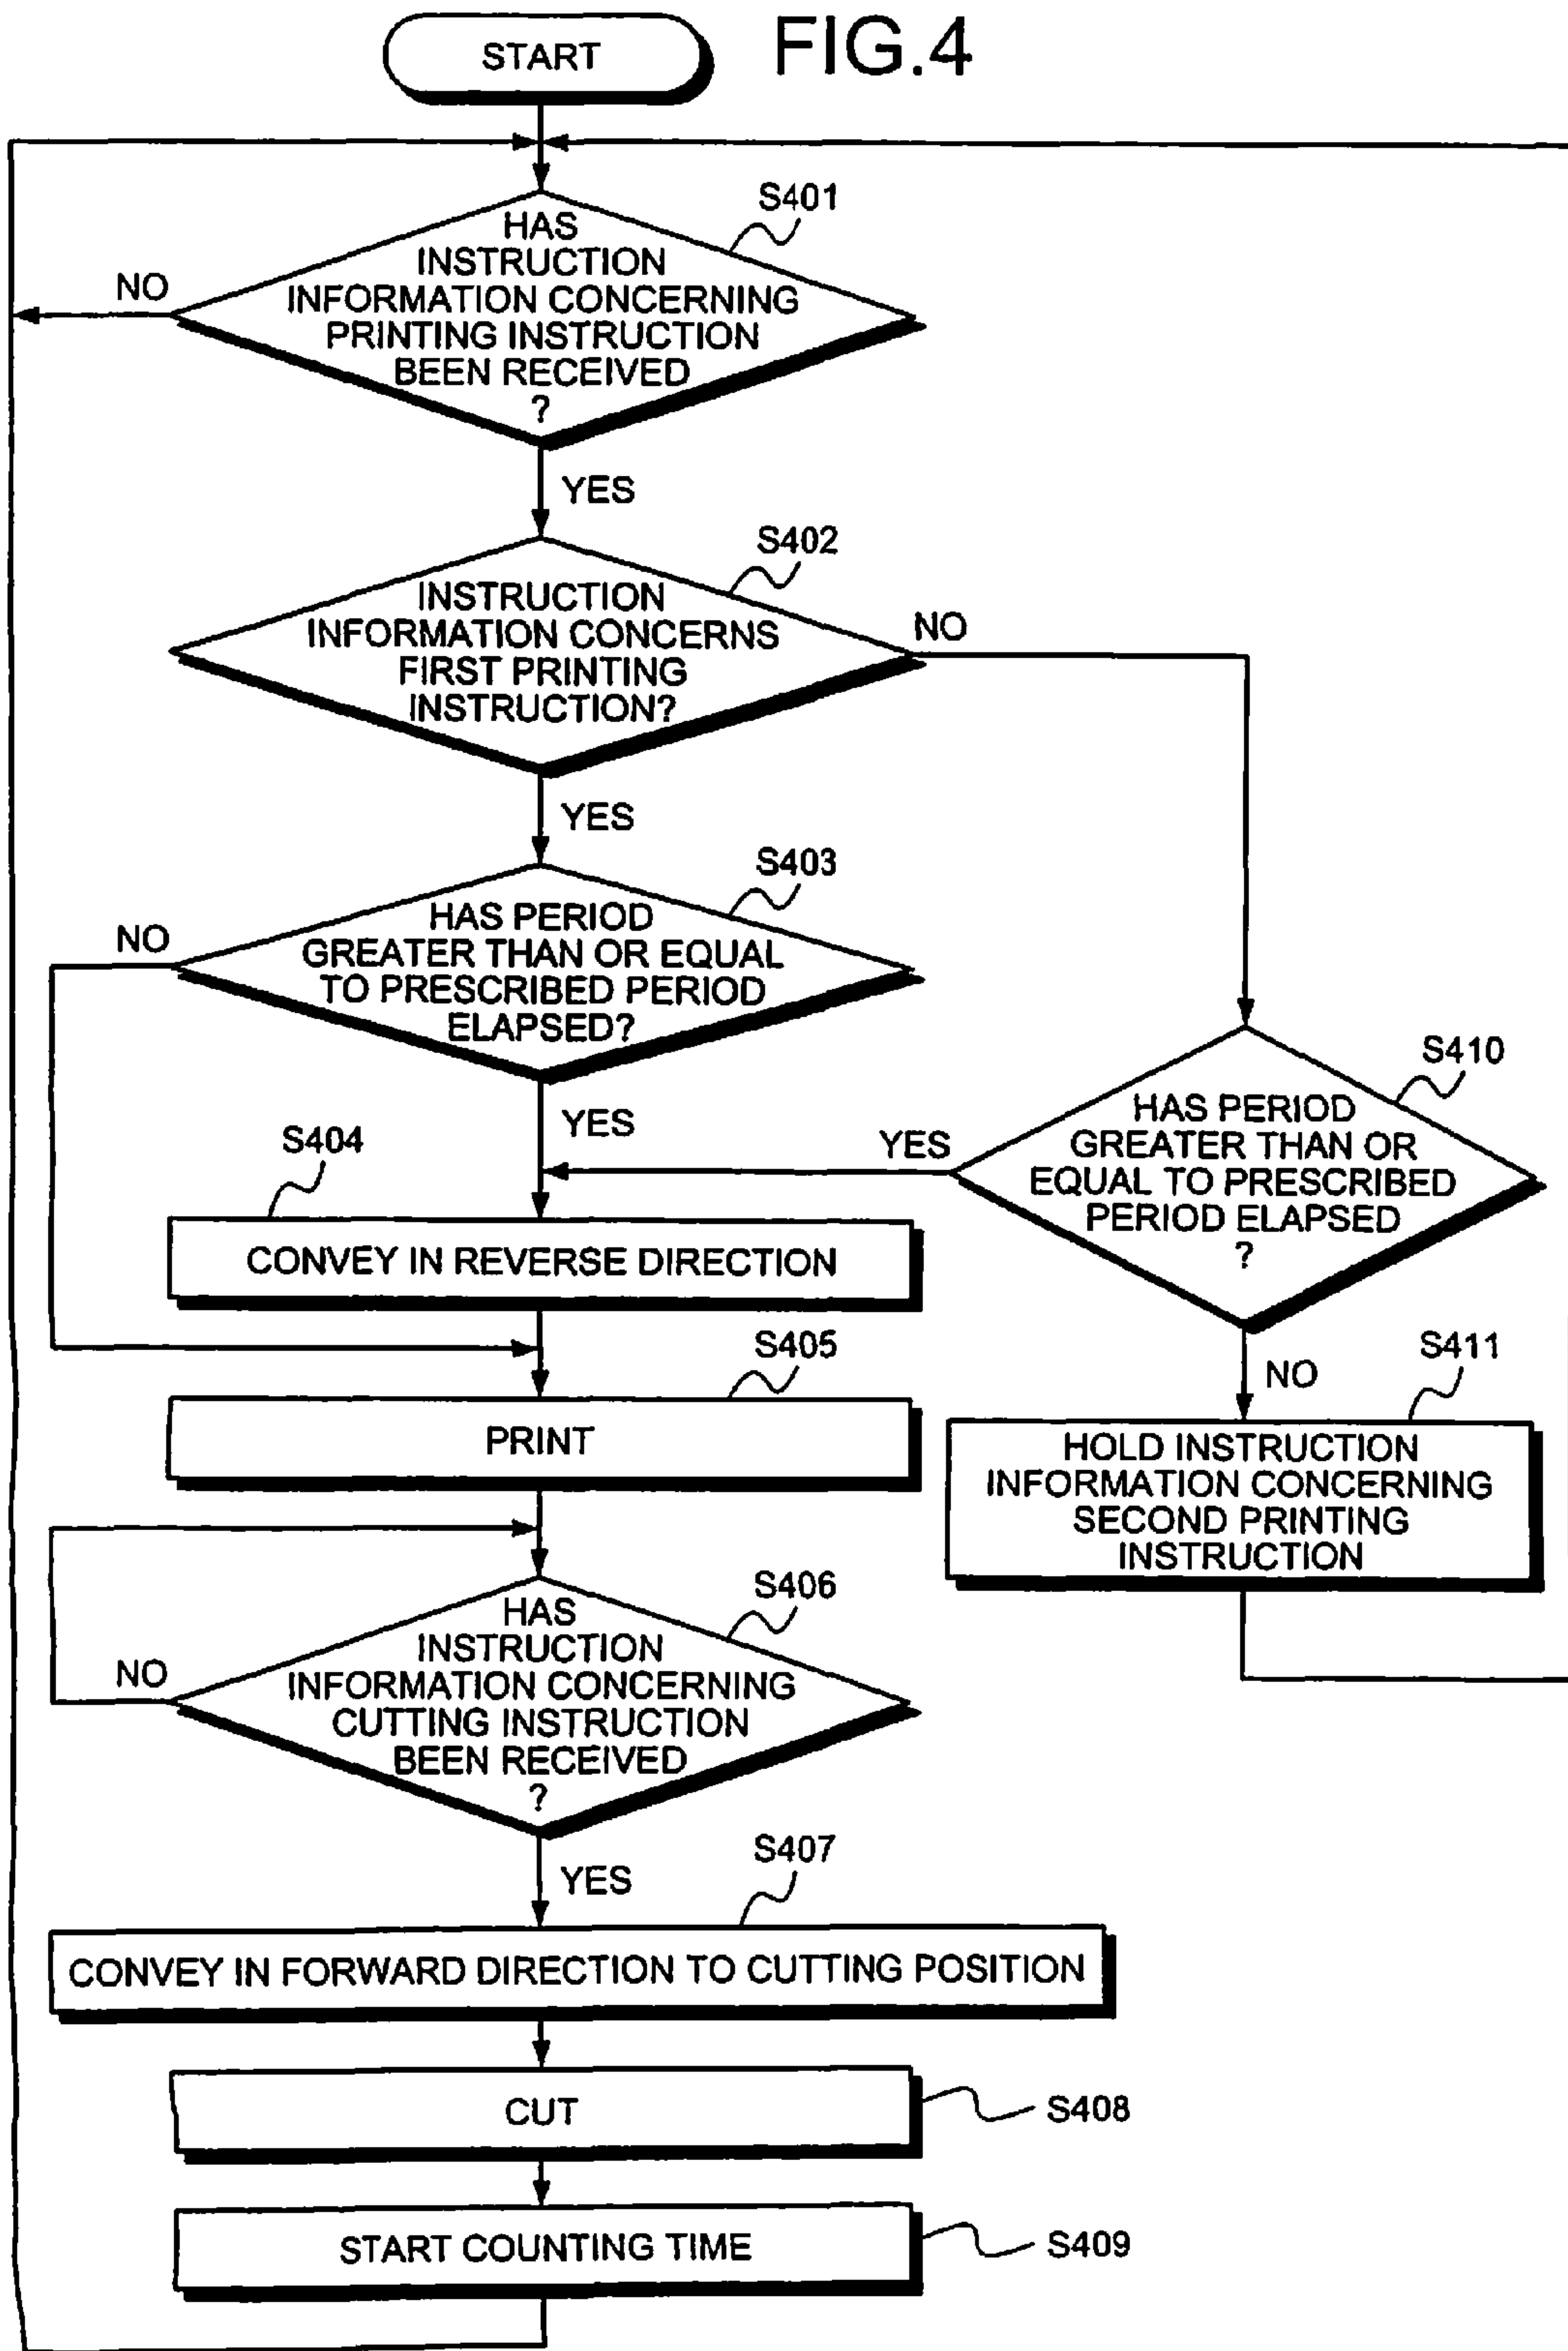 START
FIG.4
S401
HAS
INSTRUCTION
INFORMATION CONCERNING
PRINTING INSTRUCTION
BEEN RECEIVED
?
NO
YES
S402
INSTRUCTION
INFORMATION CONCERNS
FIRST PRINTING
INSTRUCTION?
NO
YES
S403
HAS PERIOD
GREATER THAN OR EQUAL
TO PRESCRIBED PERIOD
ELAPSED?
NO
YES
S410
HAS PERIOD
GREATER THAN OR
EQUAL TO PRESCRIBED
PERIOD ELAPSED
?
YES
NO
S404
CONVEY IN REVERSE DIRECTION
S405
PRINT
S411
HOLD INSTRUCTION
INFORMATION CONCERNING
SECOND PRINTING
INSTRUCTION
S406
HAS
INSTRUCTION
INFORMATION CONCERNING
CUTTING INSTRUCTION
BEEN RECEIVED
?
NO
YES
S407
CONVEY IN FORWARD DIRECTION TO CUTTING POSITION
CUT
S408
START COUNTING TIME
S409